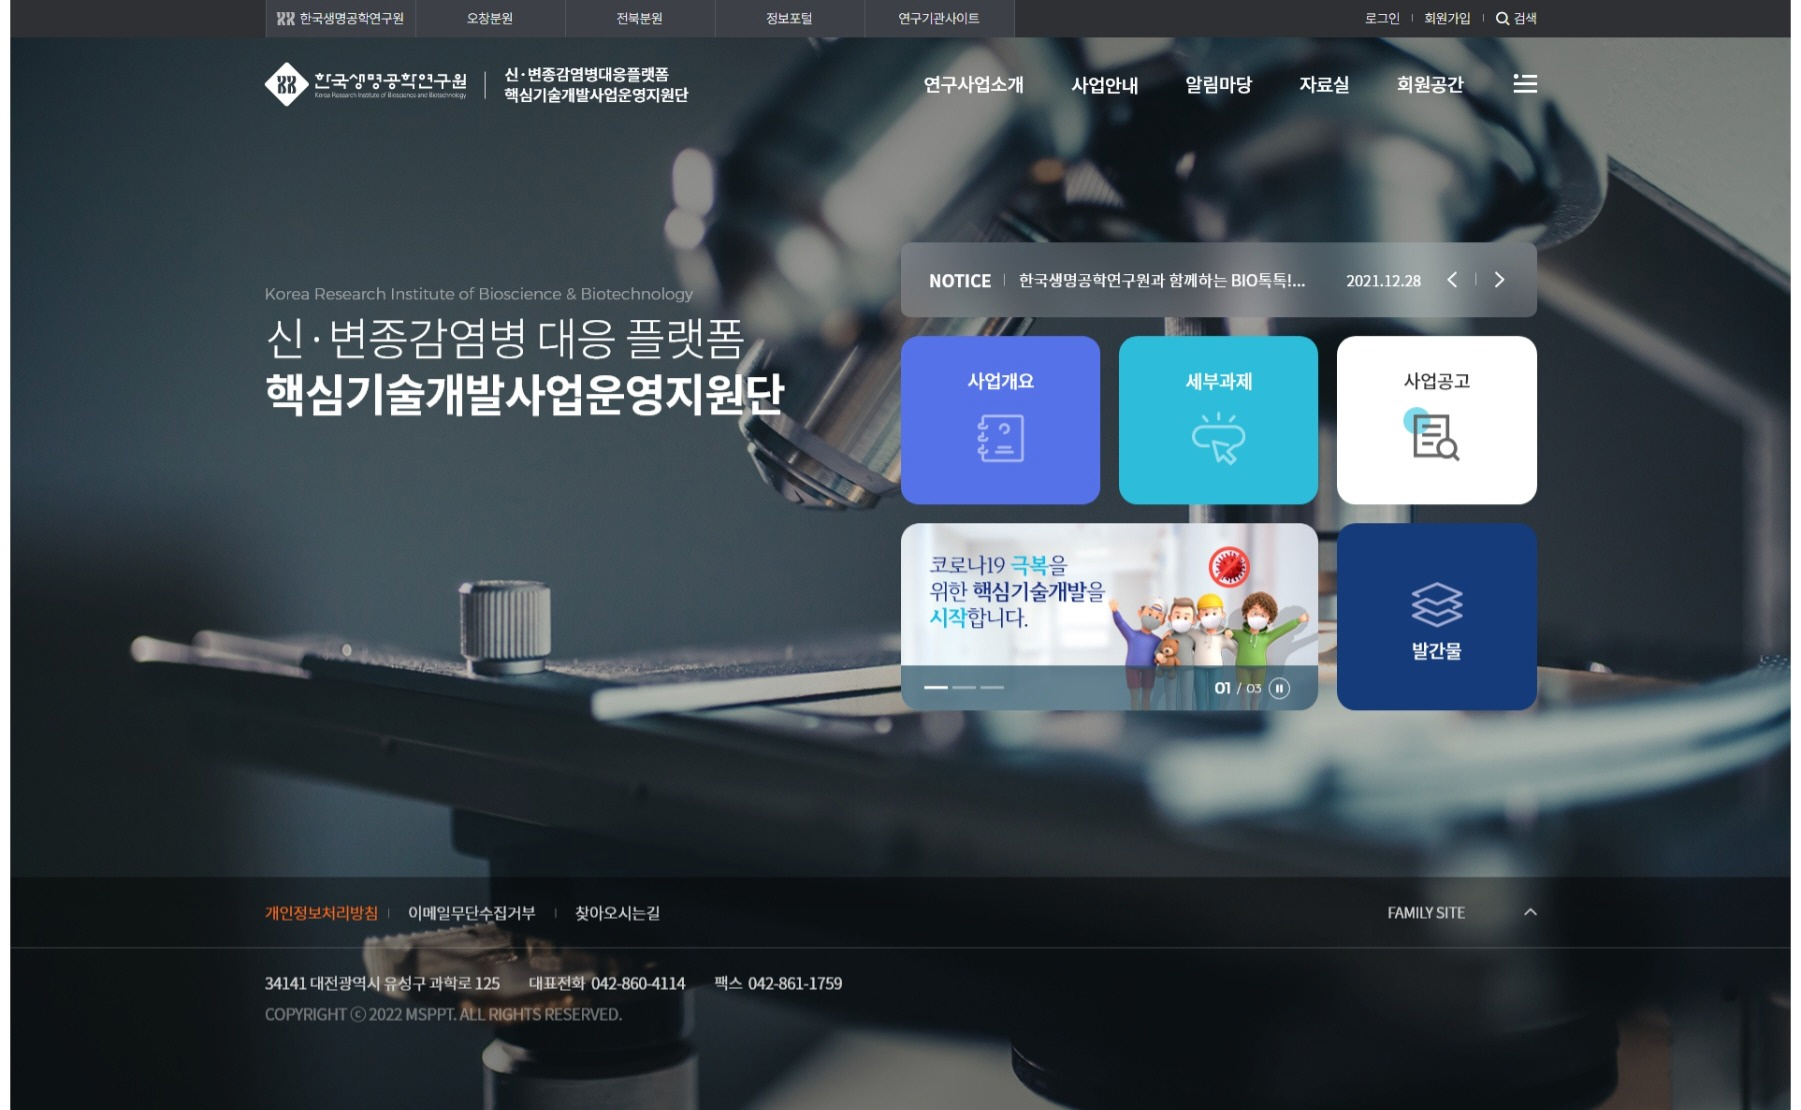 한국생명공학연구원
오창분원
전북분원
정보포털
연구기관사이트
로그인
회원가입
검색
한국생명공학연구원
Korea Research Institute of Bioscience and Biotechnology
신·변종감염병대응플랫폼
핵심기술개발사업운영지원단
연구사업소개
사업안내
알림마당
자료실
회원공간
Korea Research Institute of Bioscience & Biotechnology
신·변종감염병 대응 플랫폼
핵심기술개발사업운영지원단
NOTICE
한국생명공학연구원과 함께하는 BIO톡톡!...
2021.12.28
사업개요
세부과제
사업공고
코로나19 극복을
위한 핵심기술개발을
시작합니다.
01 / 03
발간물
개인정보처리방침
이메일무단수집거부
찾아오시는길
FAMILY SITE
34141 대전광역시 유성구 과학로 125 대표전화 042-860-4114 팩스 042-861-1759
COPYRIGHT ⓒ 2022 MSPPT. ALL RIGHTS RESERVED.